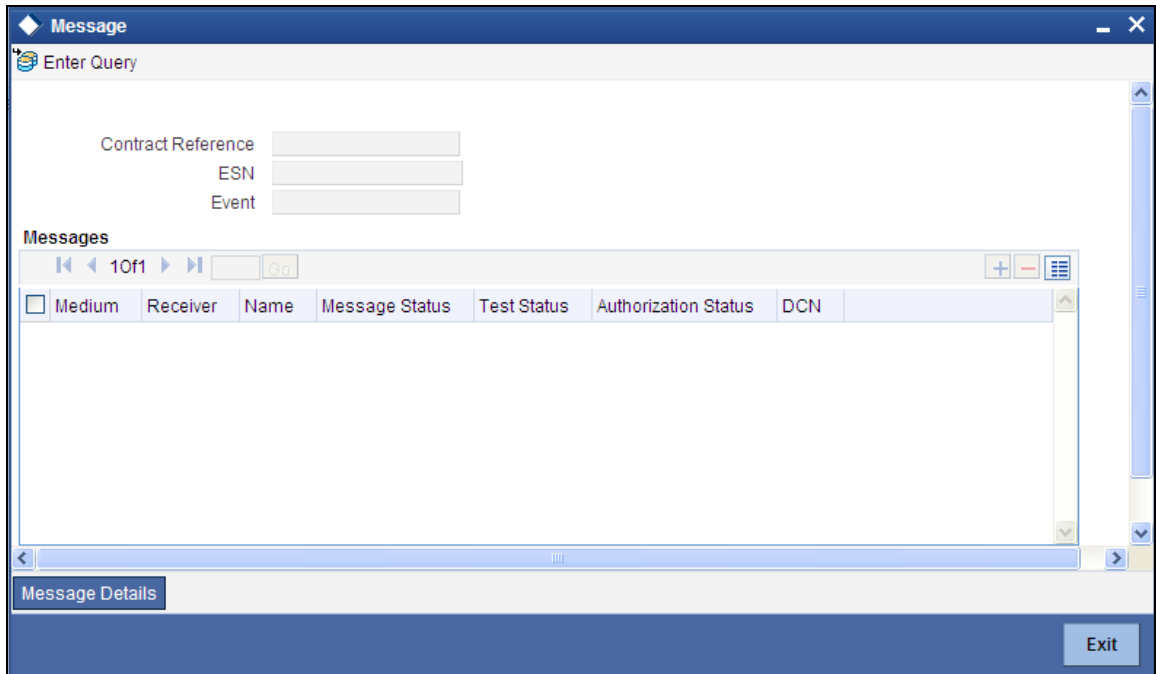 Message
Enter Query
Contract Reference
ESN
Event
Messages
1Of1 Go
Medium Receiver Name Message Status Test Status Authorization Status DCN
Message Details
Exit